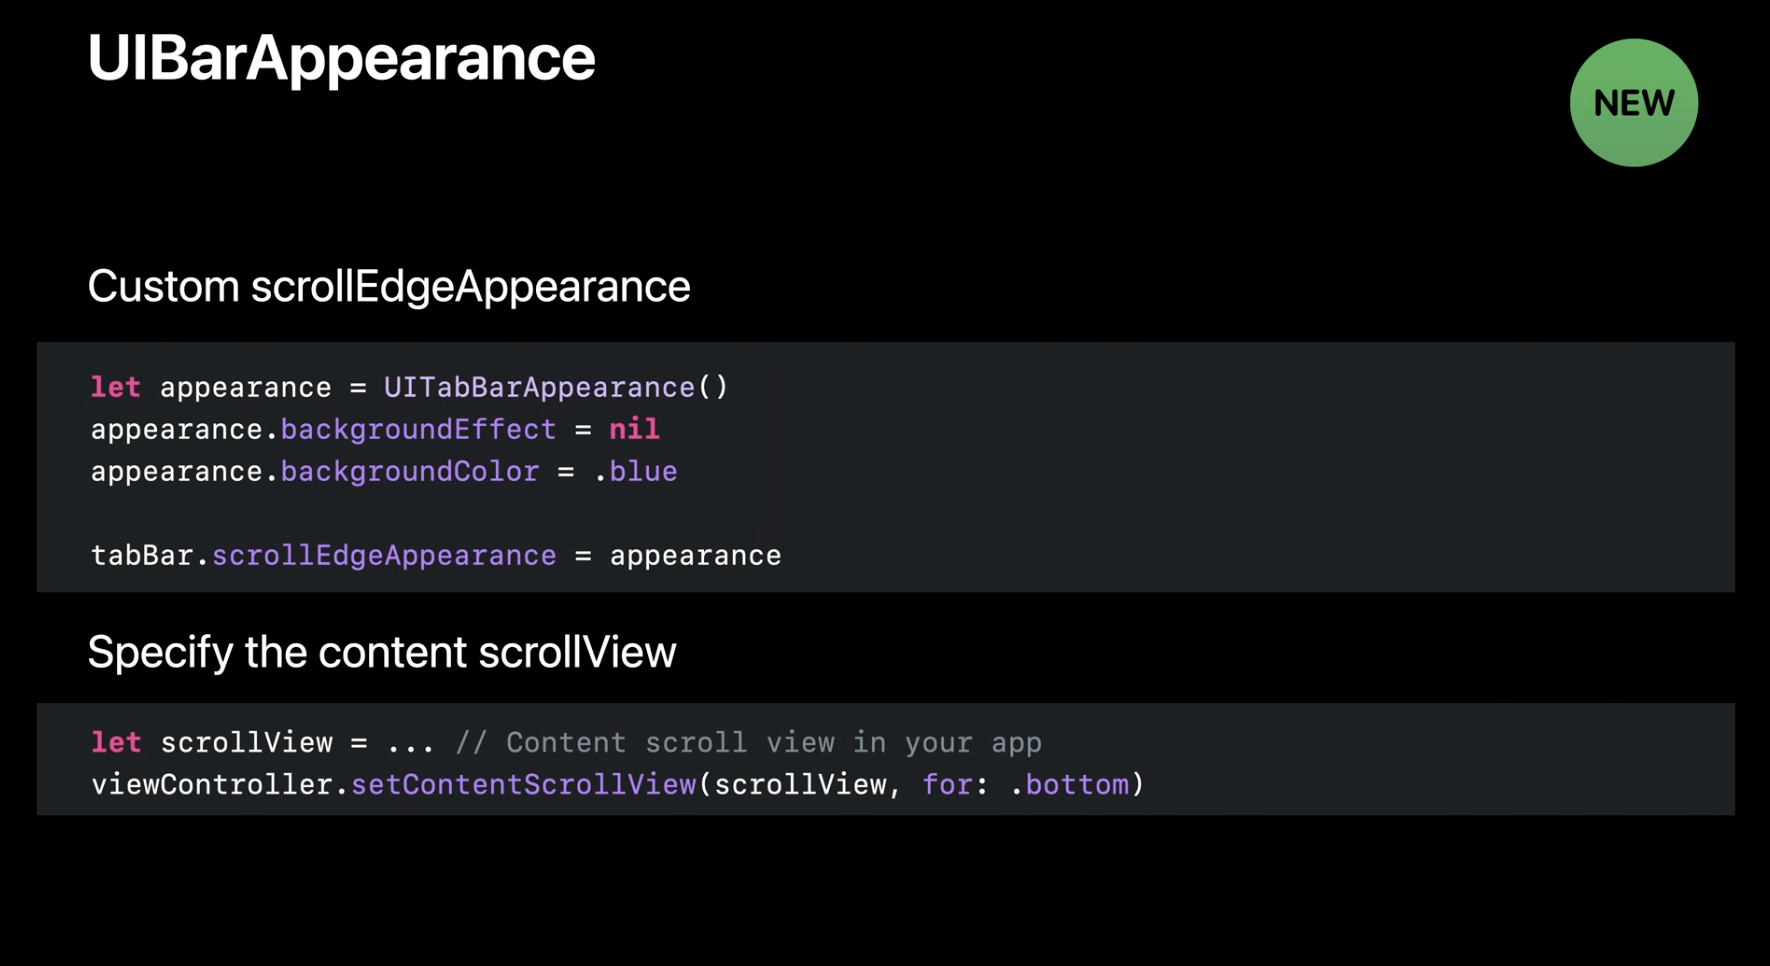 UIBarAppearance
NEW
Custom scrollEdgeAppearance
let appearance = UITabBarAppearance()
appearance.backgroundEffect = nil
appearance.backgroundColor = .blue
tabBar.scrollEdgeAppearance = appearance
Specify the content scrollView
let scrollView = ... // Content scroll view in your app
viewController.setContentScrollView(scrollView, for: .bottom)